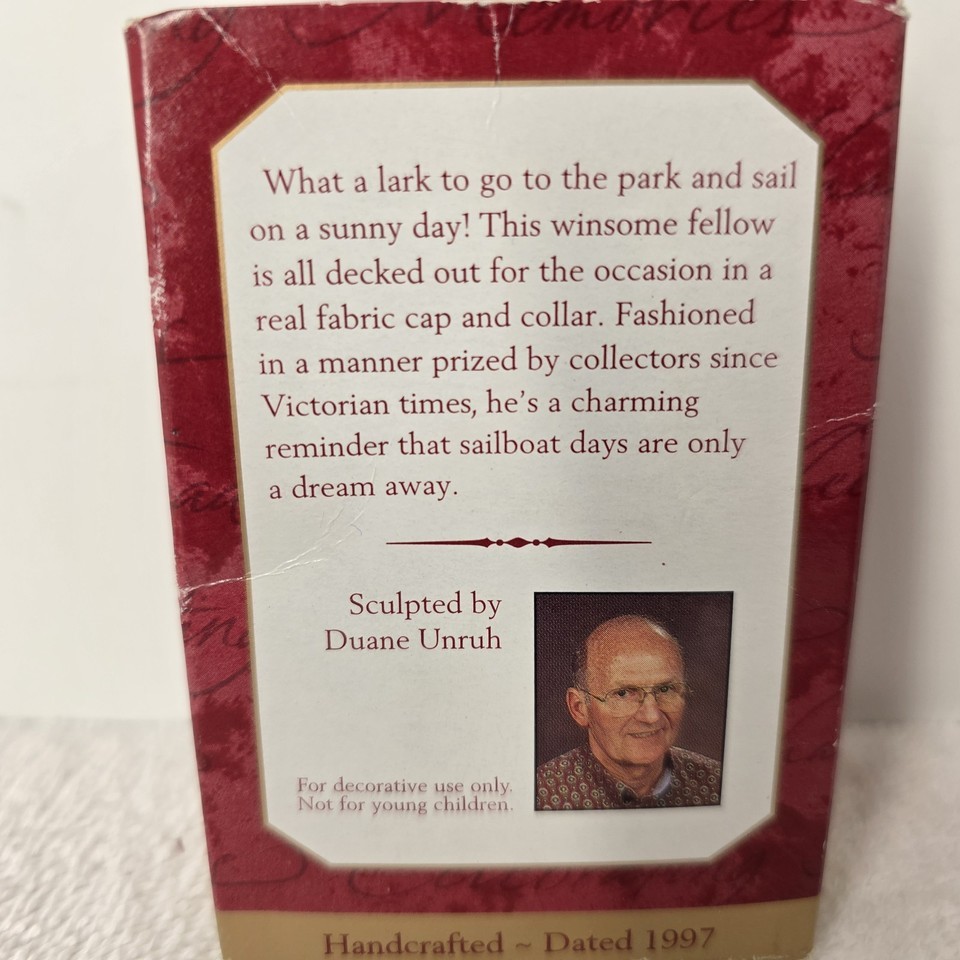 Memories
What a lark to go to the park and sail
on a sunny day! This winsome fellow
is all decked out for the occasion in a
real fabric cap and collar. Fashioned
in a manner prized by collectors since
Victorian times, he's a charming
reminder that sailboat days are only
a dream away.
Sculpted by
Duane Unruh
For decorative use only.
Not for young children.
Handcrafted ~ Dated 1997